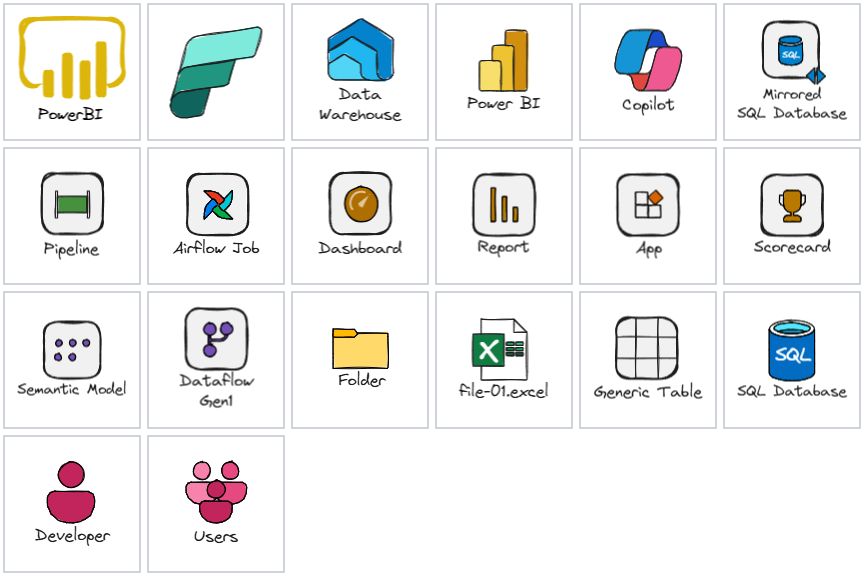 PowerBI
Data
Warehouse
Power BI
Copilot
SQL
Mirrored
SQL Database
Pipeline
Airflow Job
Dashboard
Report
App
Scorecard
Semantic Model
Dataflow
Gen1
Folder
X
file-01.excel
Generic Table
SQL
SQL Database
Developer
Users